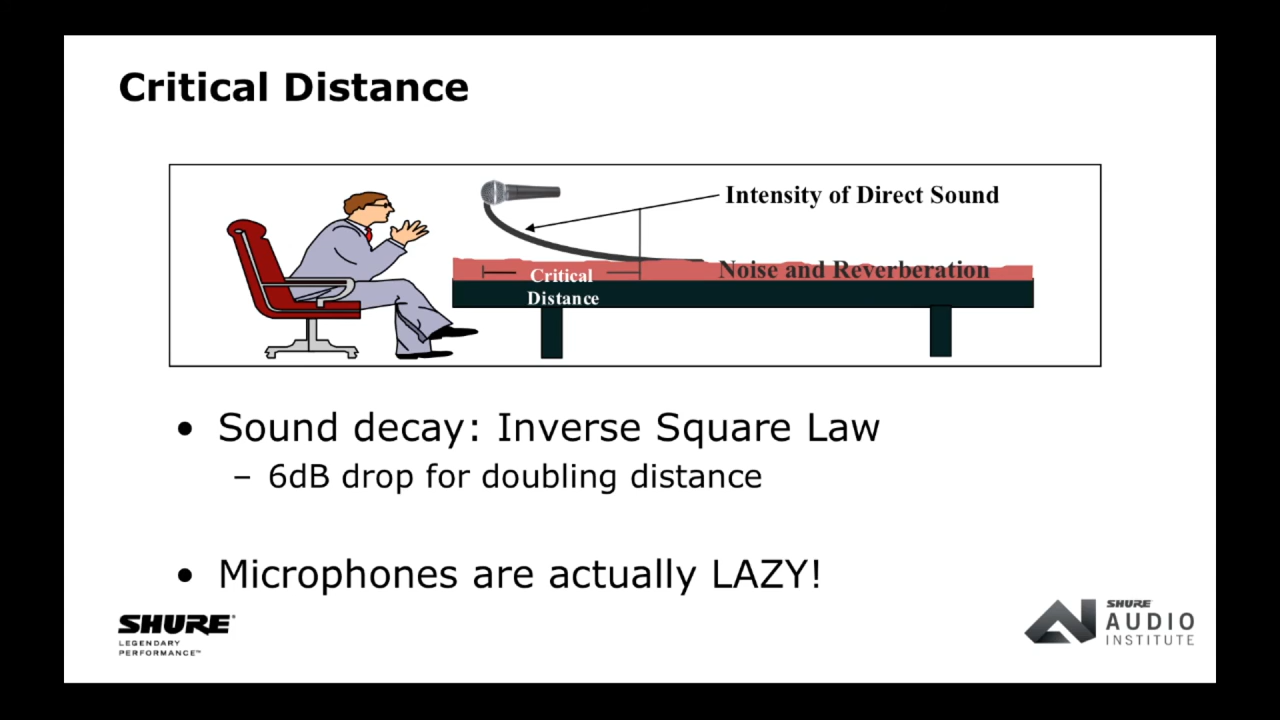 Critical Distance
Intensity of Direct Sound
Noise and Reverberation
Critical
Distance
• Sound decay: Inverse Square Law
– 6dB drop for doubling distance
• Microphones are actually LAZY!
SHURE®
LEGENDARY
PERFORMANCE™
SHURE
AUDIO
INSTITUTE